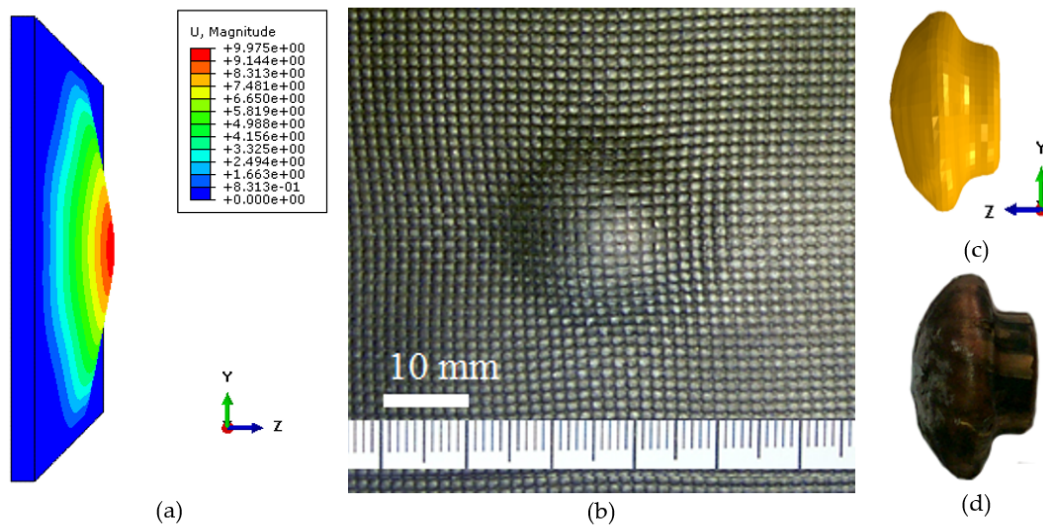 U, Magnitude
+9.975e+00
+9.144e+00
+8.313e+00
+7.481e+00
+6.650e+00
+5.819e+00
+4.988e+00
+4.156e+00
+3.325e+00
+2.494e+00
+1.663e+00
+8.313e-01
+0.000e+00
Y
Z
(a)
10 mm
(b)
Y
Z
(c)
(d)